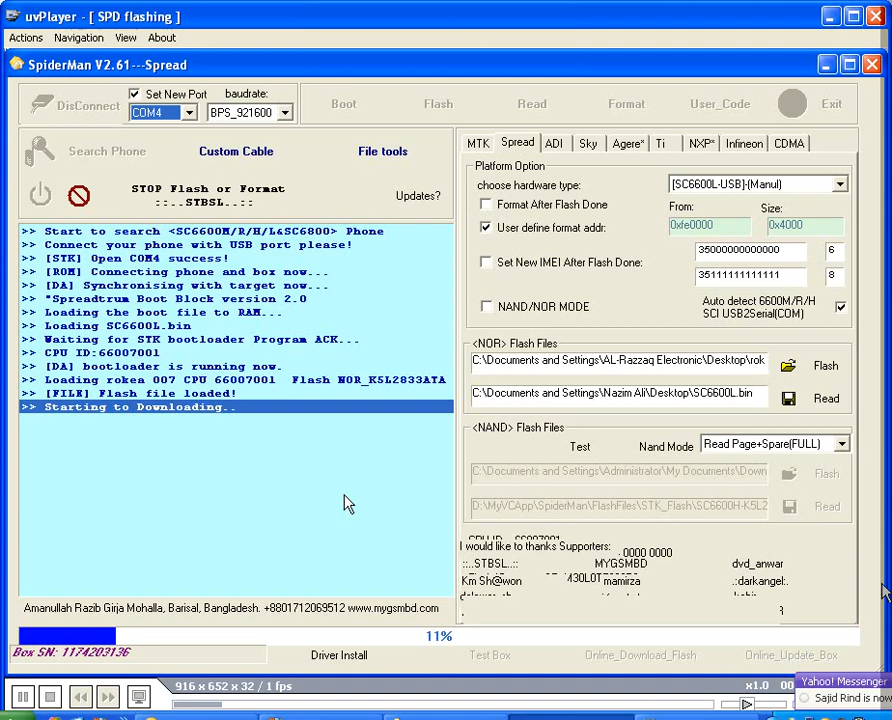 uvPlayer - [ SPD flashing ]
Actions Navigation View About
SpiderMan V2.61---Spread
DisConnect
Set New Port
baudrate:
COM4
BPS_921600
Boot
Flash
Read
Format
User_Code
Exit
Search Phone
Custom Cable
File tools
STOP Flash or Format
::..STBSL..::
Updates?
>> Start to search <SC6600M/R/H/L&SC6800> Phone
>> Connect your phone with USB port please!
>> [STK] Open COM4 success!
>> [ROM] Connecting phone and box now...
>> [DA] Synchronising with target now...
>> "Spreadtrum Boot Block version 2.0
>> Loading the boot file to RAM...
>> Loading SC6600L.bin
>> Waiting for STK bootloader Program ACK...
>> CPU ID:66007001
>> [DA] bootloader is running now.
>> Loading rokea 007 CPU 66007001 Flash NOR_K5L2833ATA
>> [FILE] Flash file loaded!
>> Starting to Downloading..
MTK Spread ADI Sky Agere* Ti NXP* Infineon CDMA
Platform Option
choose hardware type:
[SC6600L-USB]-(Manul)
Format After Flash Done
From:
Size:
User define format addr:
0xfe0000
0x4000
Set New IMEI After Flash Done:
35000000000000
6
35111111111111
8
NAND/NOR MODE
Auto detect 6600M/R/H
SCI USB2Serial(COM)
<NOR> Flash Files
C:\Documents and Settings\AL-Razzaq Electronic\Desktop\rok
Flash
C:\Documents and Settings\Nazim Ali\Desktop\SC6600L.bin
Read
<NAND> Flash Files
Test
Nand Mode
Read Page+Spare(FULL)
C:\Documents and Settings\Administrator\My Documents\Down
Flash
D:\MyVCApp\SpiderMan\FlashFiles\STK_Flash\SC6600H-K5L2
Read
I would like to thanks Supporters:
0000 0000
::..STBSL..::
MYGSMBD
dvd_anwar
Km Sh@won
mamirza
.:darkangel:.
Amanullah Razib Girja Mohalla, Barisal, Bangladesh. +8801712069512 www.mygsmbd.com
11%
Box SN: 1174203136
Driver Install
Test Box
Online_Download_Flash
Online_Update_Box
916 x 652 x 32 / 1 fps
x1.0
Yahoo! Messenger
Sajid Rind is now